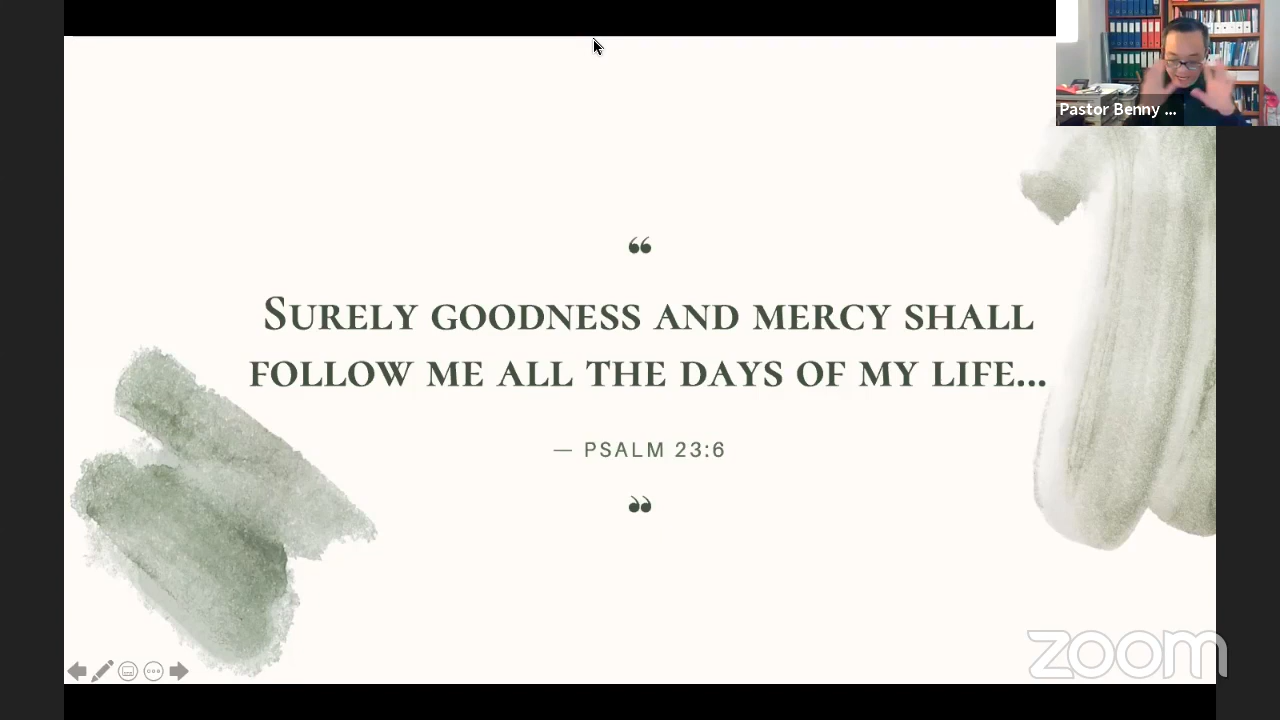 Pastor Benny ...
“
Surely goodness and mercy shall
follow me all the days of my life...
— PSALM 23:6
”
zoom